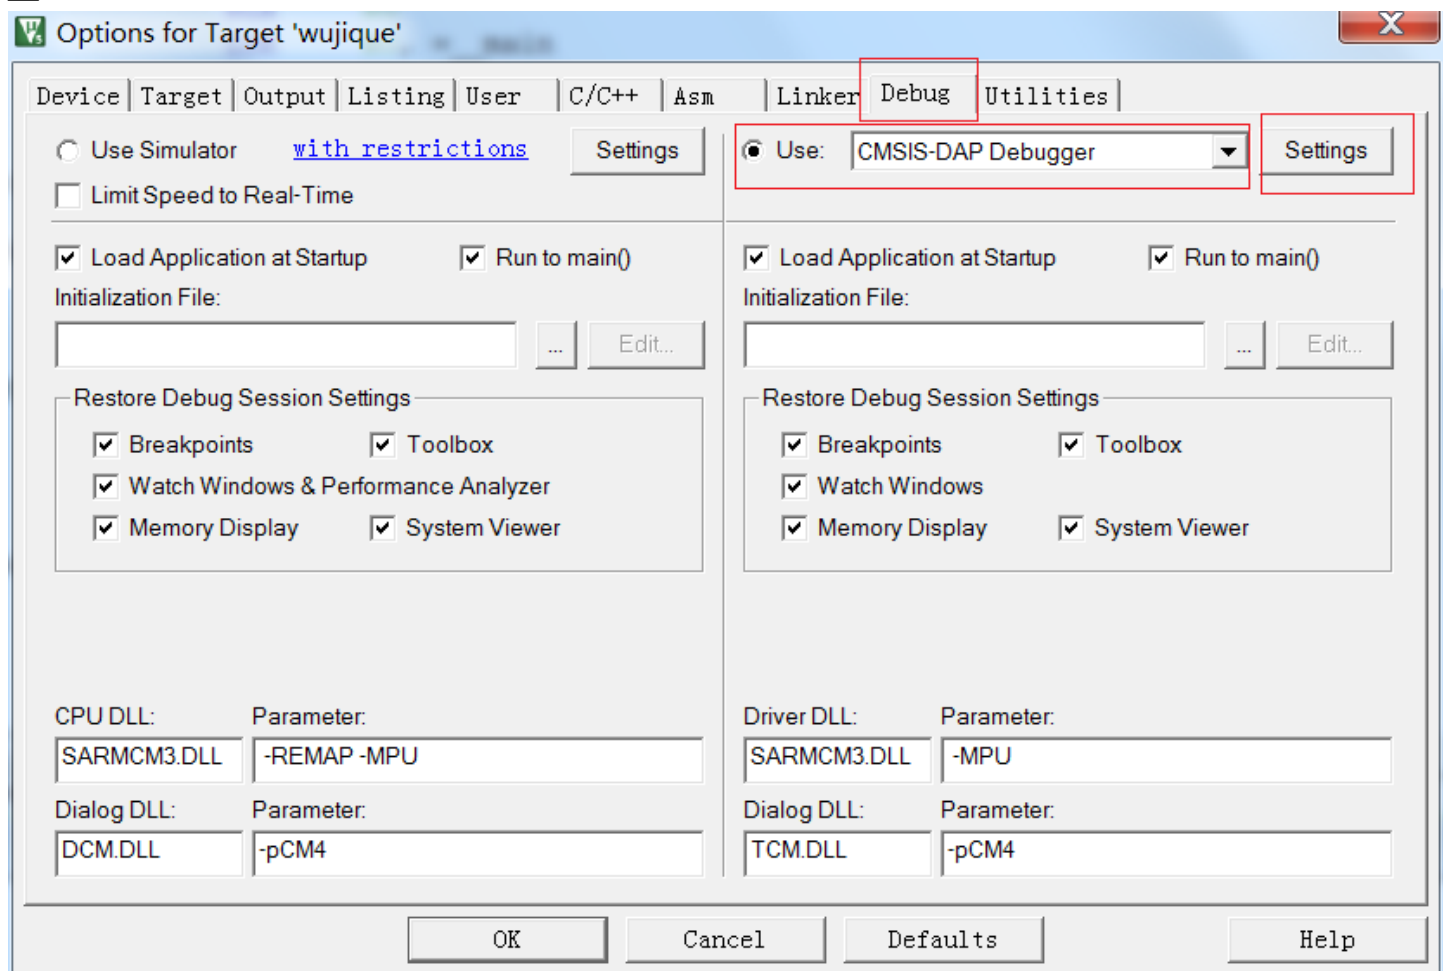 Options for Target 'wujique'
Device Target Output Listing User C/C++ Asm Linker Debug Utilities
Use Simulator with restrictions Settings
Limit Speed to Real-Time
Use: CMSIS-DAP Debugger Settings
Load Application at Startup Run to main()
Initialization File:
... Edit...
Restore Debug Session Settings
Breakpoints Toolbox
Watch Windows & Performance Analyzer
Memory Display System Viewer
Load Application at Startup Run to main()
Initialization File:
... Edit...
Restore Debug Session Settings
Breakpoints Toolbox
Watch Windows
Memory Display System Viewer
CPU DLL: Parameter:
SARMCM3.DLL -REMAP -MPU
Dialog DLL: Parameter:
DCM.DLL -pCM4
Driver DLL: Parameter:
SARMCM3.DLL -MPU
Dialog DLL: Parameter:
TCM.DLL -pCM4
OK Cancel Defaults Help